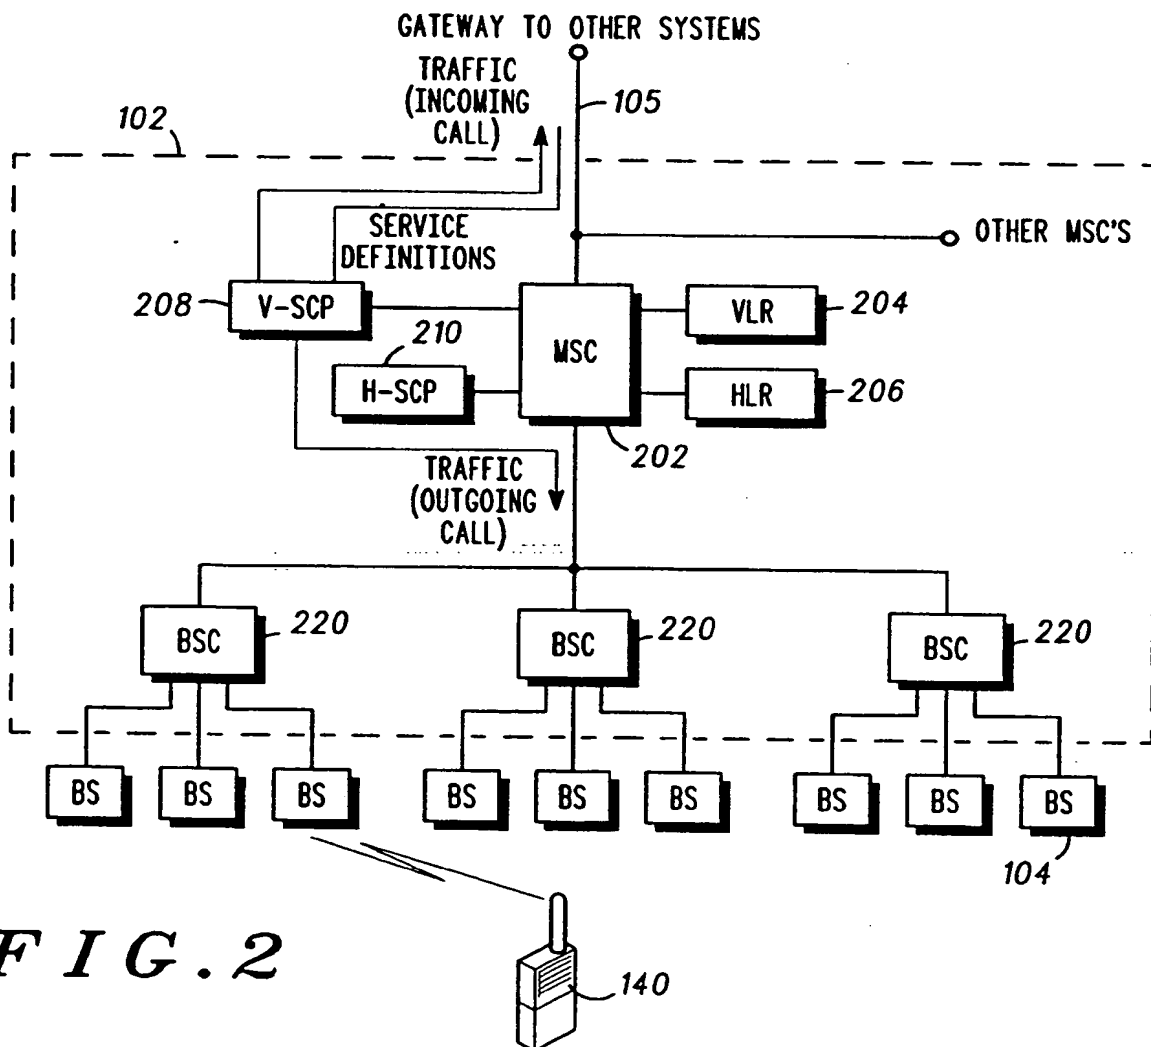 GATEWAY TO OTHER SYSTEMS
TRAFFIC
(INCOMING
CALL)
105
102
SERVICE
DEFINITIONS
OTHER MSC'S
208
V-SCP
MSC
VLR
204
210
H-SCP
HLR
206
202
TRAFFIC
(OUTGOING
CALL)
BSC
220
BSC
220
BSC
220
BS
BS
BS
BS
BS
BS
BS
BS
BS
104
140
FIG.2